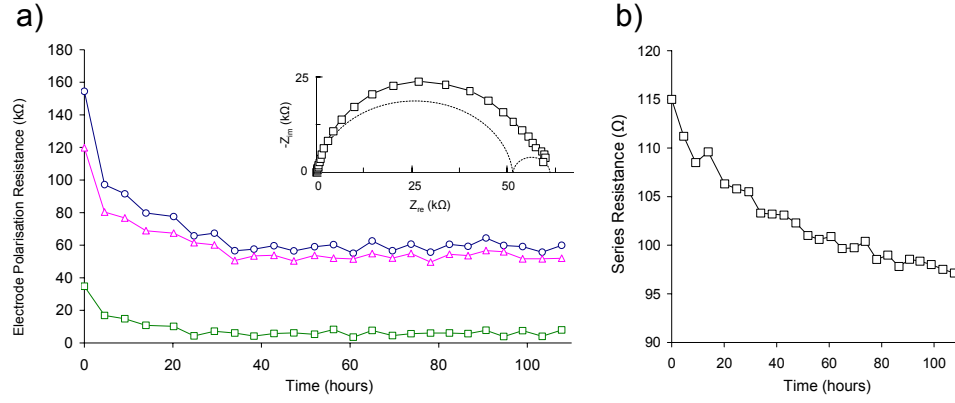 a)
180
160
140
120
100
80
60
40
20
0
0 20 40 60 80 100
Time (hours)
Electrode Polarisation Resistance (kΩ)
25
0
-Z_im (kΩ)
0 25 50
Z_re (kΩ)
b)
120
115
110
105
100
95
90
0 20 40 60 80 100
Time (hours)
Series Resistance (Ω)